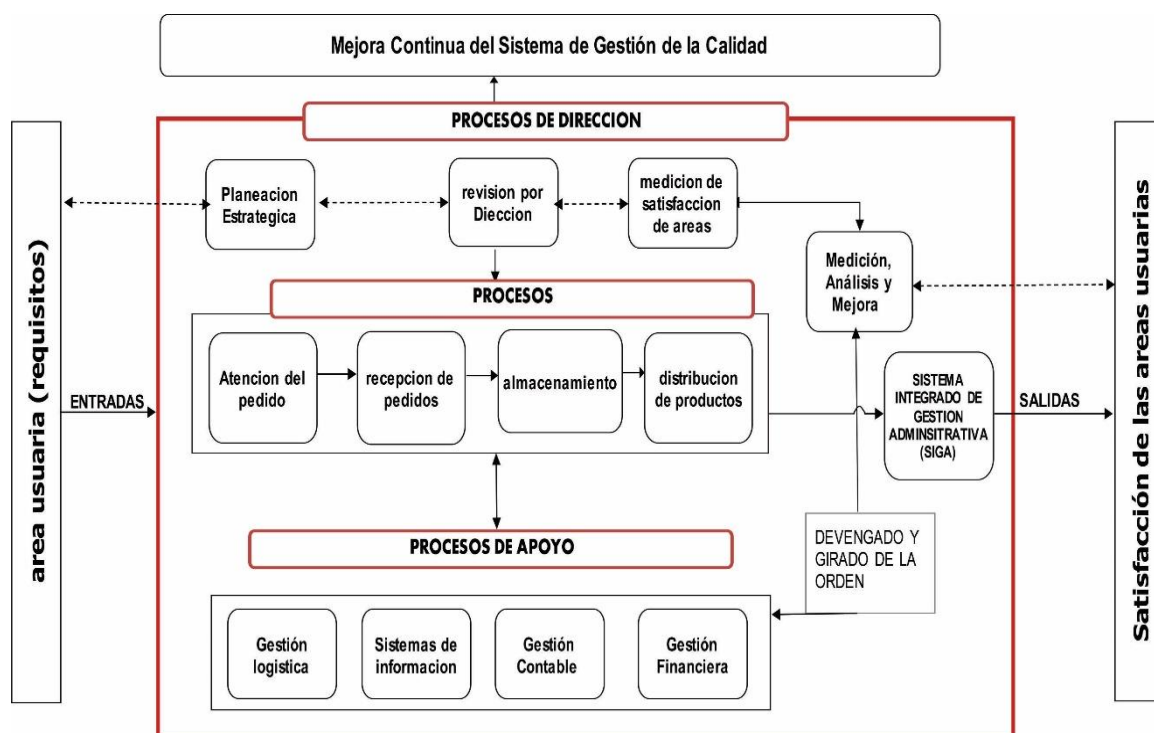 Mejora Continua del Sistema de Gestión de la Calidad
PROCESOS DE DIRECCION
area usuaria (requisitos)
Planeacion
Estrategica
revision por
Dieccion
medicion de
satisfaccion
de areas
Medición,
Análisis y
Mejora
Satisfacción de las areas usuarias
PROCESOS
ENTRADAS
Atencion del
pedido
recepcion de
pedidos
almacenamiento
distribucion
de productos
SISTEMA
INTEGRADO DE
GESTION
ADMINSITRATIVA
(SIGA)
SALIDAS
PROCESOS DE APOYO
DEVENGADO Y
GIRADO DE LA
ORDEN
Gestión
logistica
Sistemas de
informacion
Gestión
Contable
Gestión
Financiera